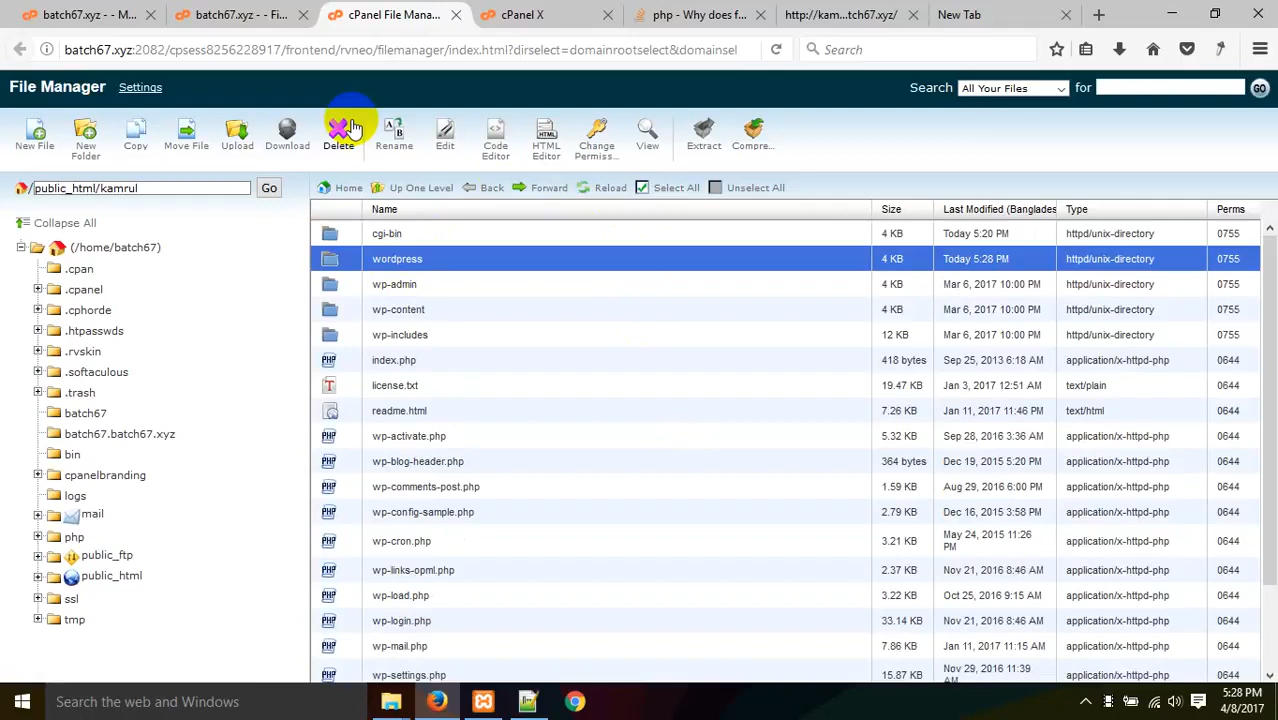 batch67.xyz - - M...
batch67.xyz - - Fi...
cPanel File Mana...
cPanel X
php - Why does f...
http://kam...tch67.xyz/
New Tab
batch67.xyz:2082/cpsess8256228917/frontend/rvneo/filemanager/index.html?dirselect=domainrootselect&domainsel
Search
File Manager
Settings
Search
All Your Files
for
GO
New File
New Folder
Copy
Move File
Upload
Download
Delete
Rename
Edit
Code Editor
HTML Editor
Change Permiss...
View
Extract
Compre...
/ public_html/kamrul
Go
Home
Up One Level
Back
Forward
Reload
Select All
Unselect All
Collapse All
(/home/batch67)
.cpan
.cpanel
.cphorde
.htpasswds
.rvskin
.softaculous
.trash
batch67
batch67.batch67.xyz
bin
cpanelbranding
logs
mail
php
public_ftp
public_html
ssl
tmp
Name Size Last Modified (Banglades Type Perms
cgi-bin 4 KB Today 5:20 PM httpd/unix-directory 0755
wordpress 4 KB Today 5:28 PM httpd/unix-directory 0755
wp-admin 4 KB Mar 6, 2017 10:00 PM httpd/unix-directory 0755
wp-content 4 KB Mar 6, 2017 10:00 PM httpd/unix-directory 0755
wp-includes 12 KB Mar 6, 2017 10:00 PM httpd/unix-directory 0755
index.php 418 bytes Sep 25, 2013 6:18 AM application/x-httpd-php 0644
license.txt 19.47 KB Jan 3, 2017 12:51 AM text/plain 0644
readme.html 7.26 KB Jan 11, 2017 11:46 PM text/html 0644
wp-activate.php 5.32 KB Sep 28, 2016 3:36 AM application/x-httpd-php 0644
wp-blog-header.php 364 bytes Dec 19, 2015 5:20 PM application/x-httpd-php 0644
wp-comments-post.php 1.59 KB Aug 29, 2016 6:00 PM application/x-httpd-php 0644
wp-config-sample.php 2.79 KB Dec 16, 2015 3:58 PM application/x-httpd-php 0644
wp-cron.php 3.21 KB May 24, 2015 11:26 PM application/x-httpd-php 0644
wp-links-opml.php 2.37 KB Nov 21, 2016 8:46 AM application/x-httpd-php 0644
wp-load.php 3.22 KB Oct 25, 2016 9:15 AM application/x-httpd-php 0644
wp-login.php 33.14 KB Nov 21, 2016 8:46 AM application/x-httpd-php 0644
wp-mail.php 7.86 KB Jan 11, 2017 11:15 PM application/x-httpd-php 0644
wp-settings.php 15.87 KB Nov 29, 2016 11:39 AM application/x-httpd-php 0644
Search the web and Windows
5:28 PM
4/8/2017